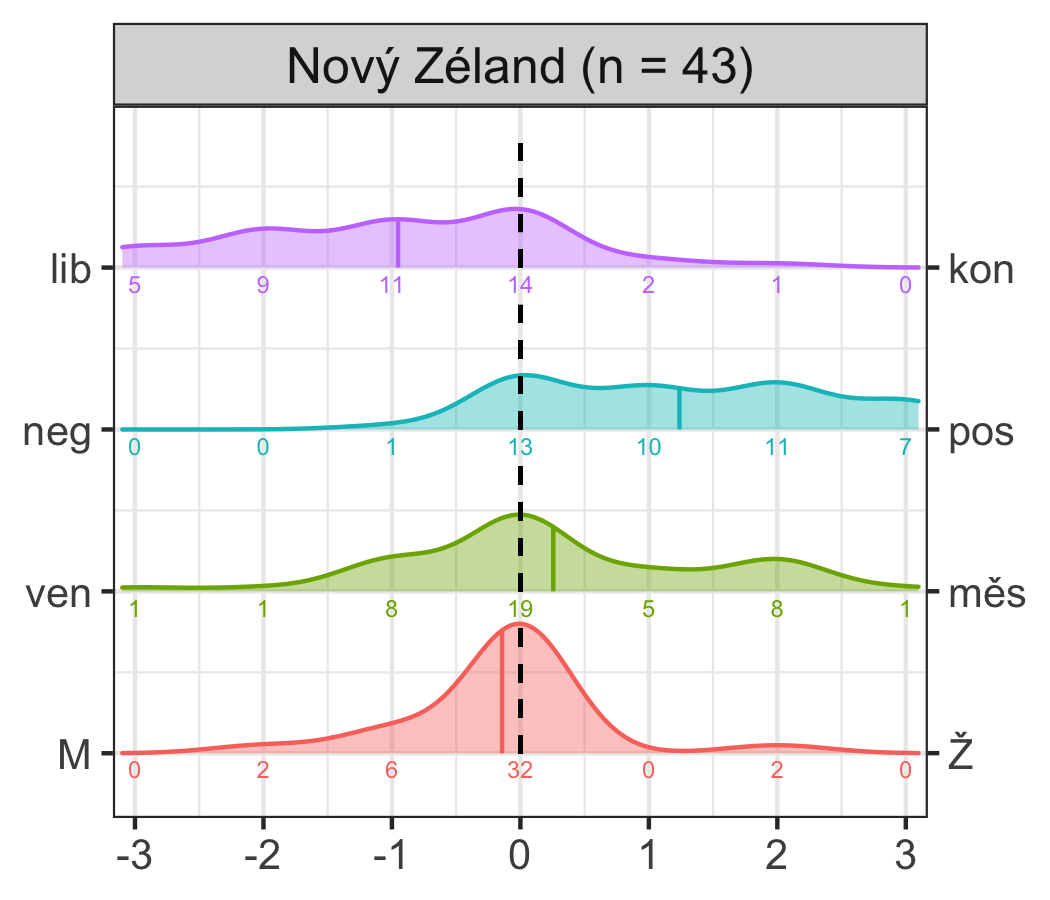 Nový Zéland (n = 43)
lib kon
5 9 11 14 2 1 0
neg pos
0 0 1 13 10 11 7
ven měs
1 1 8 19 5 8 1
M Ž
0 2 6 32 0 2 0
-3 -2 -1 0 1 2 3